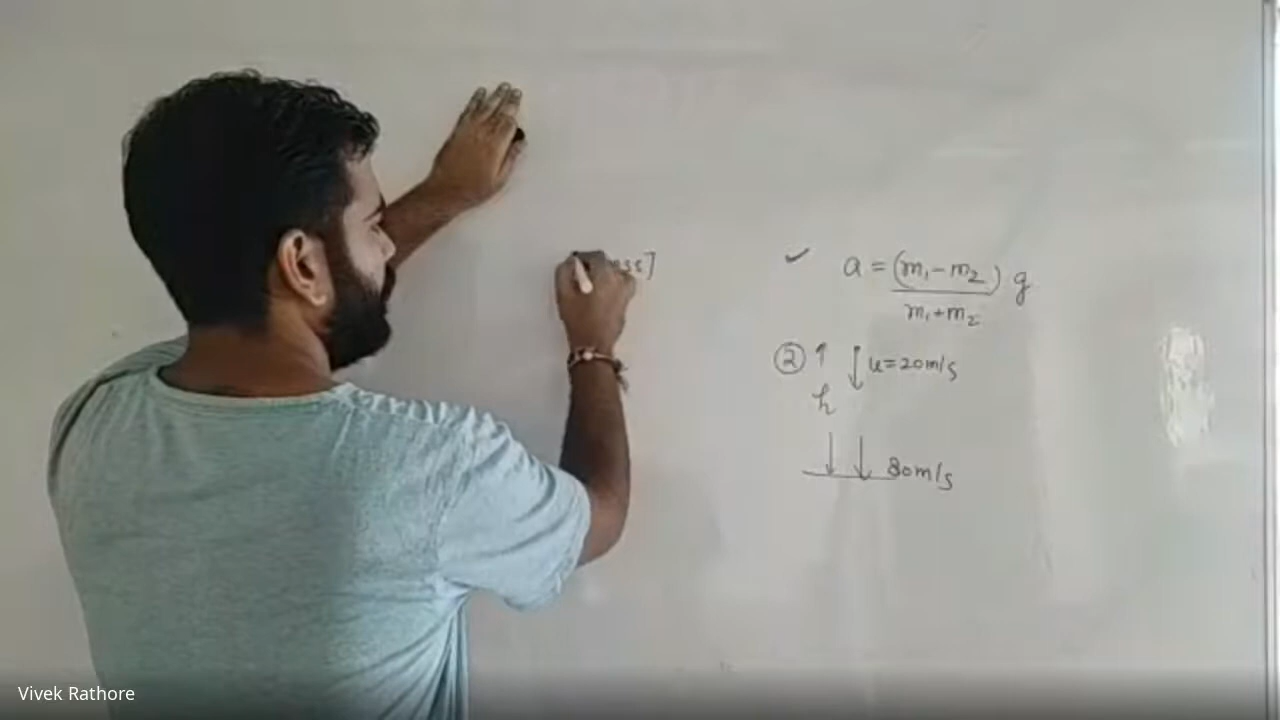 ✓ a = (m₁ - m₂) g
m₁ + m₂
② ↑ ↓ u = 20m/s
h
↓ ↓ 80m/s
Vivek Rathore